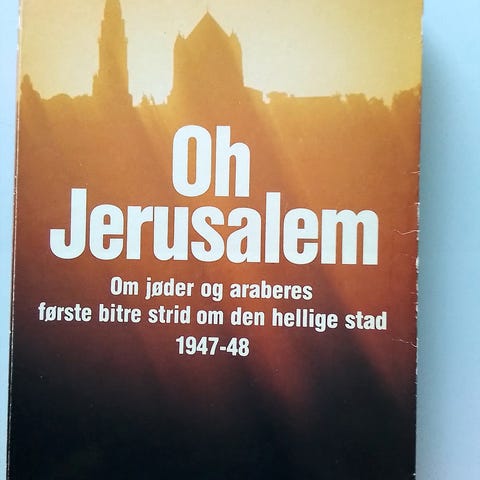 Oh
Jerusalem
Om jøder og araberes
første bitre strid om den hellige stad
1947-48